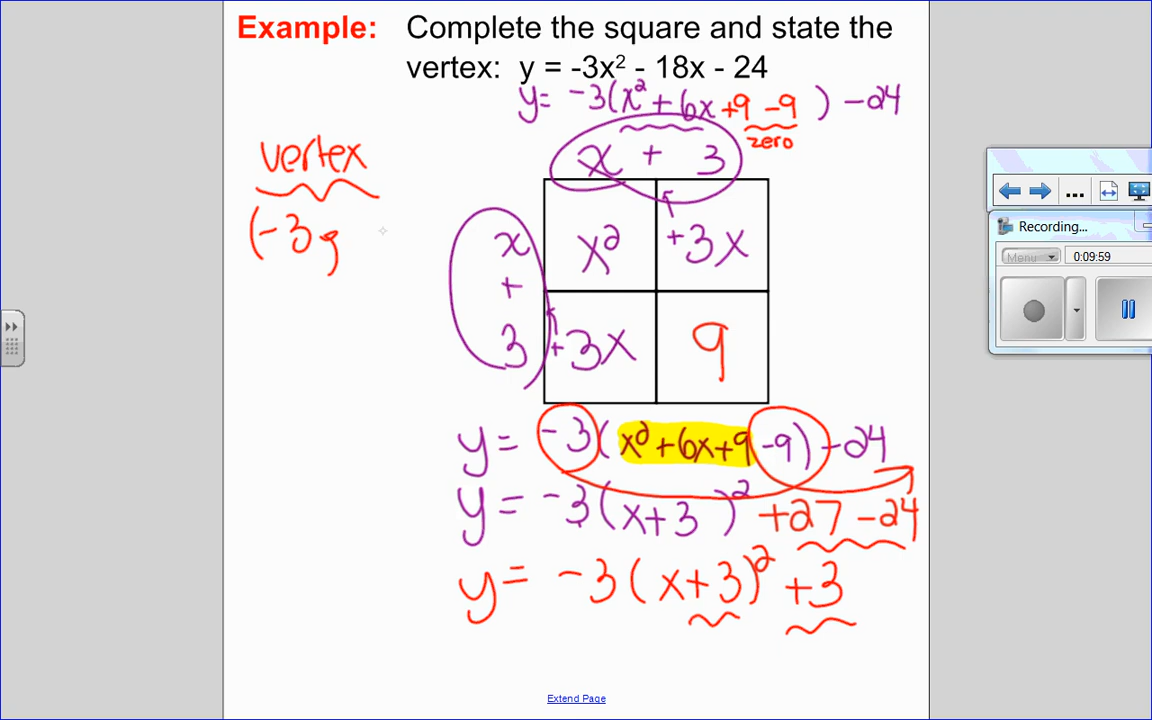 Example: Complete the square and state the
vertex: y = -3x² - 18x - 24
y= -3(x²+6x+9 -9) -24
zero
vertex
(-3,
x + 3
x
+
3
x² +3x
+3x 9
y= -3(x²+6x+9-9)-24
y= -3(x+3)² +27 -24
y= -3(x+3)² +3
Recording...
Menu
0:09:59
Extend Page